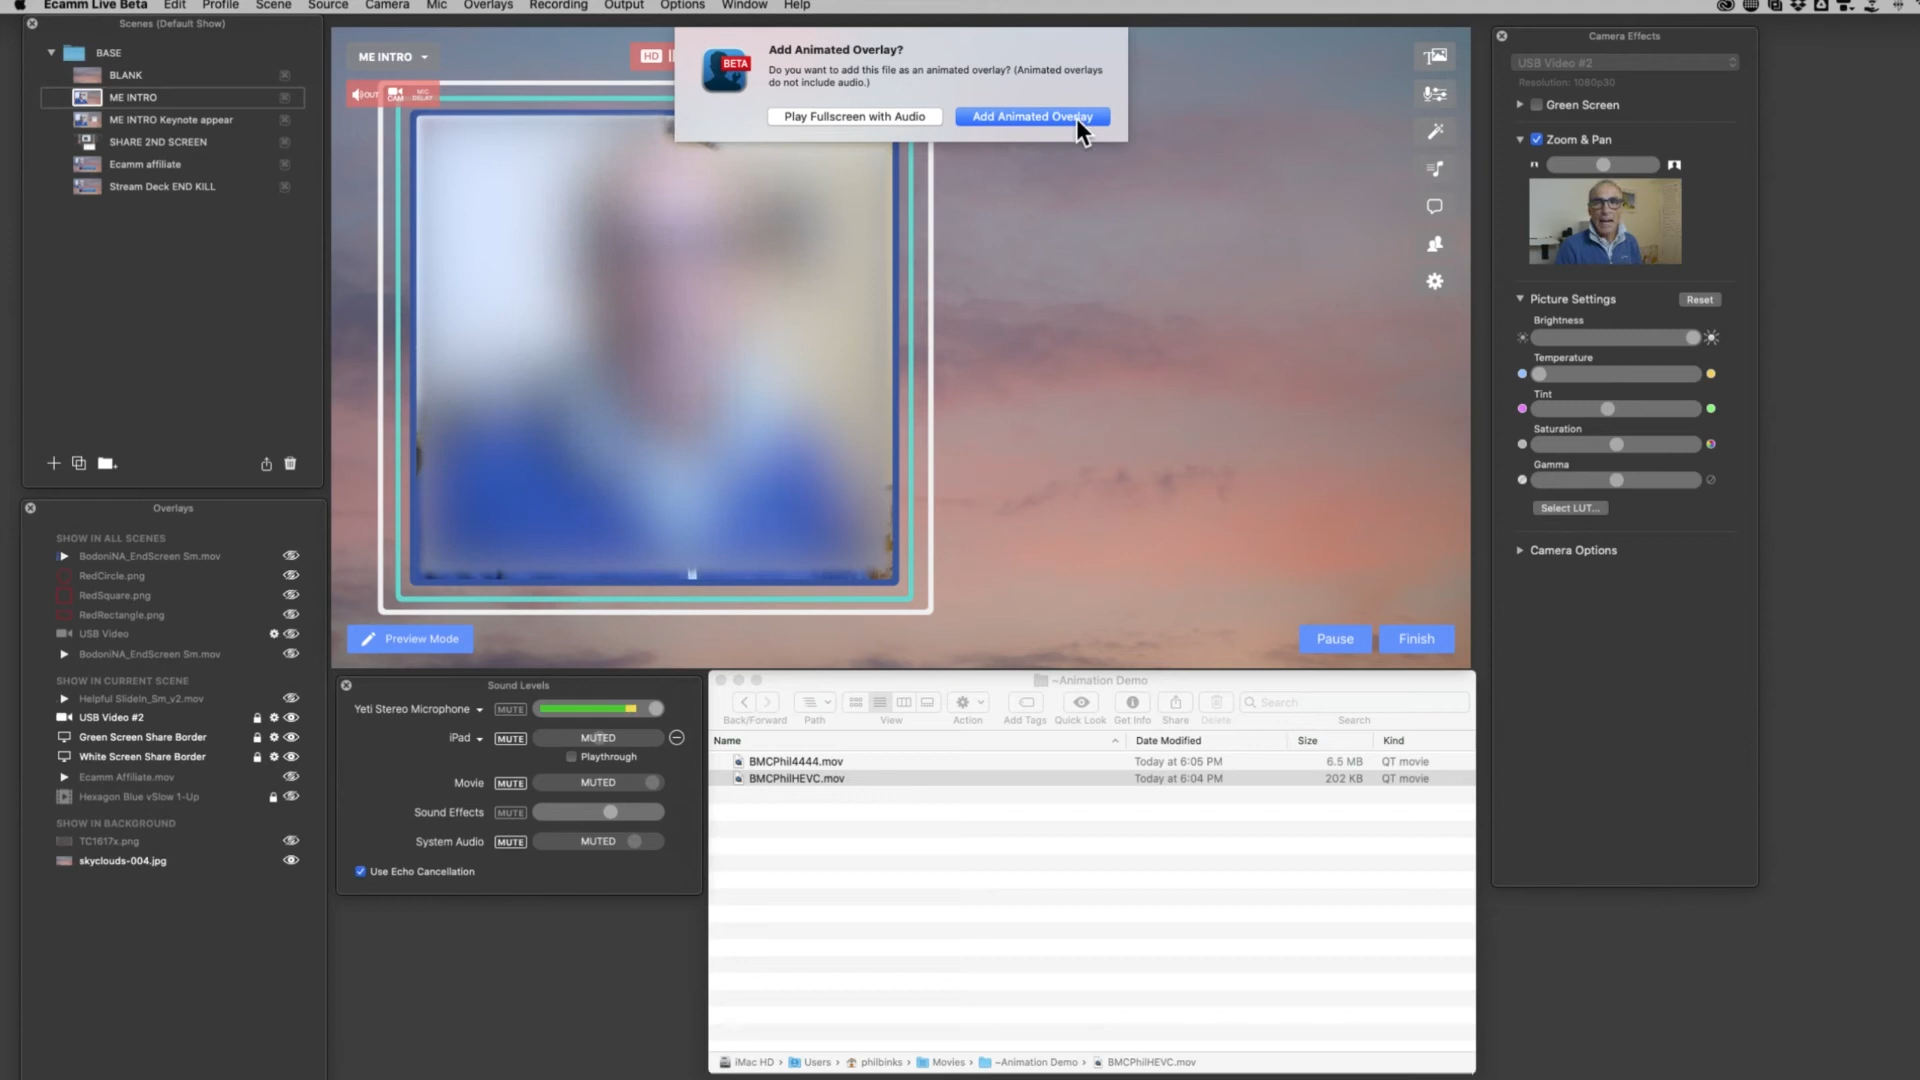 Ecamm Live Beta Edit Profile Scene Source Camera Mic Overlays Recording Output Options Window Help
Scenes (Default Show)
BASE
BLANK
ME INTRO
ME INTRO Keynote appear
SHARE 2ND SCREEN
Ecamm affiliate
Stream Deck END KILL
Overlays
SHOW IN ALL SCENES
BodoniNA_EndScreen Sm.mov
RedCircle.png
RedSquare.png
RedRectangle.png
USB Video
BodoniNA_EndScreen Sm.mov
SHOW IN CURRENT SCENE
Helpful SlideIn_Sm_v2.mov
USB Video #2
Green Screen Share Border
White Screen Share Border
Ecamm Affiliate.mov
Hexagon Blue vSlow 1-Up
SHOW IN BACKGROUND
TC1617x.png
skyclouds-004.jpg
ME INTRO
HD
OUT CAM MIC DELAY
BETA
Add Animated Overlay?
Do you want to add this file as an animated overlay? (Animated overlays
do not include audio.)
Play Fullscreen with Audio Add Animated Overlay
Preview Mode
Pause Finish
Sound Levels
Yeti Stereo Microphone MUTE
iPad MUTE MUTED
Playthrough
Movie MUTE MUTED
Sound Effects MUTE
System Audio MUTE MUTED
Use Echo Cancellation
~Animation Demo
Search
Back/Forward Path View Action Add Tags Quick Look Get Info Share Delete Search
Name Date Modified Size Kind
BMCPhil4444.mov Today at 6:05 PM 6.5 MB QT movie
BMCPhilHEVC.mov Today at 6:04 PM 202 KB QT movie
iMac HD › Users › philbinks › Movies › ~Animation Demo › BMCPhilHEVC.mov
Camera Effects
USB Video #2
Resolution: 1080p30
Green Screen
Zoom & Pan
Picture Settings Reset
Brightness
Temperature
Tint
Saturation
Gamma
Select LUT...
Camera Options